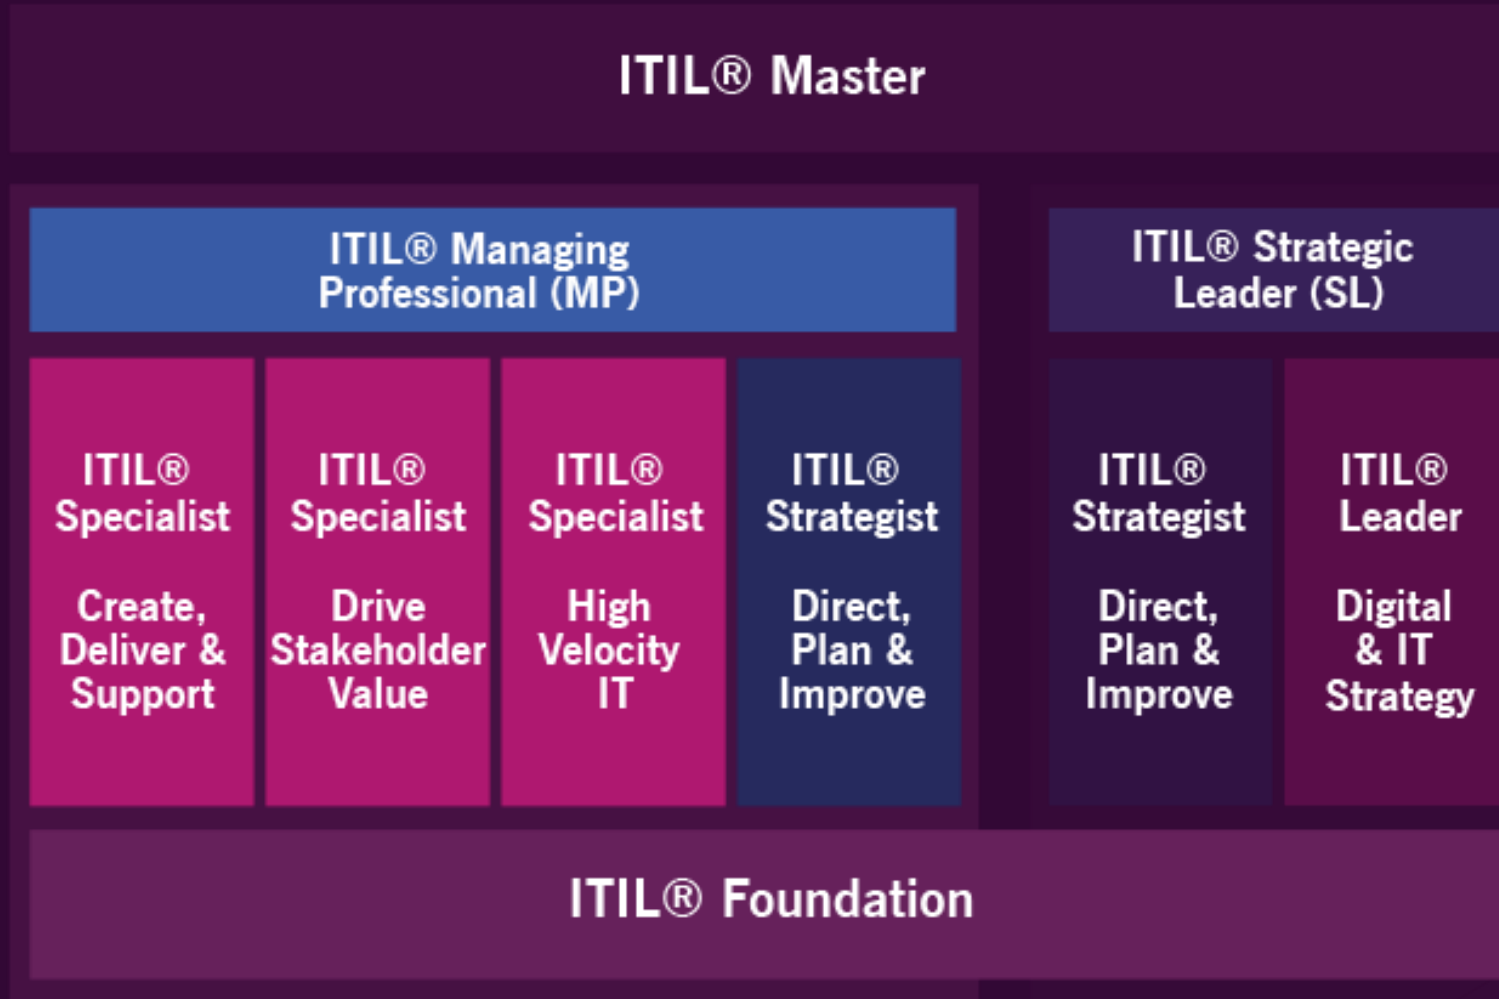 ITIL® Master
ITIL® Managing
Professional (MP)
ITIL® Strategic
Leader (SL)
ITIL®
Specialist
Create,
Deliver &
Support
ITIL®
Specialist
Drive
Stakeholder
Value
ITIL®
Specialist
High
Velocity
IT
ITIL®
Strategist
Direct,
Plan &
Improve
ITIL®
Strategist
Direct,
Plan &
Improve
ITIL®
Leader
Digital
& IT
Strategy
ITIL® Foundation